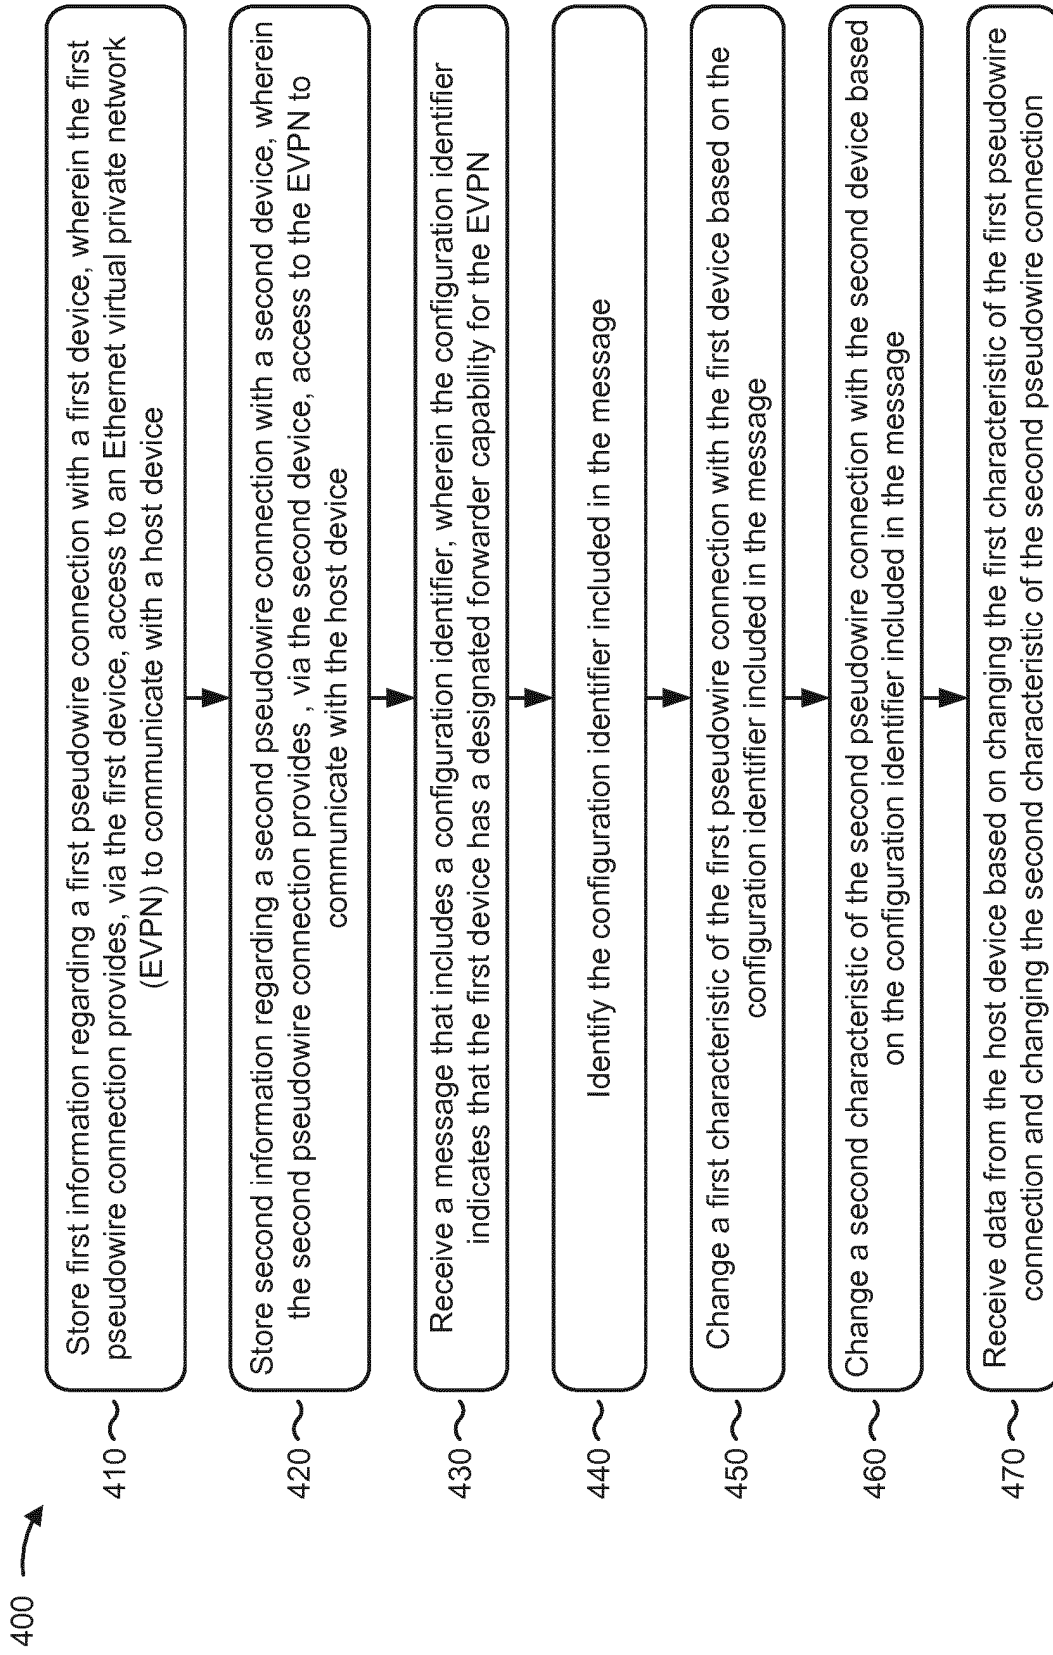 400
410
Store first information regarding a first pseudowire connection with a first device, wherein the first
pseudowire connection provides, via the first device, access to an Ethernet virtual private network
(EVPN) to communicate with a host device
420
Store second information regarding a second pseudowire connection with a second device, wherein
the second pseudowire connection provides , via the second device, access to the EVPN to
communicate with the host device
430
Receive a message that includes a configuration identifier, wherein the configuration identifier
indicates that the first device has a designated forwarder capability for the EVPN
440
Identify the configuration identifier included in the message
450
Change a first characteristic of the first pseudowire connection with the first device based on the
configuration identifier included in the message
460
Change a second characteristic of the second pseudowire connection with the second device based
on the configuration identifier included in the message
470
Receive data from the host device based on changing the first characteristic of the first pseudowire
connection and changing the second characteristic of the second pseudowire connection